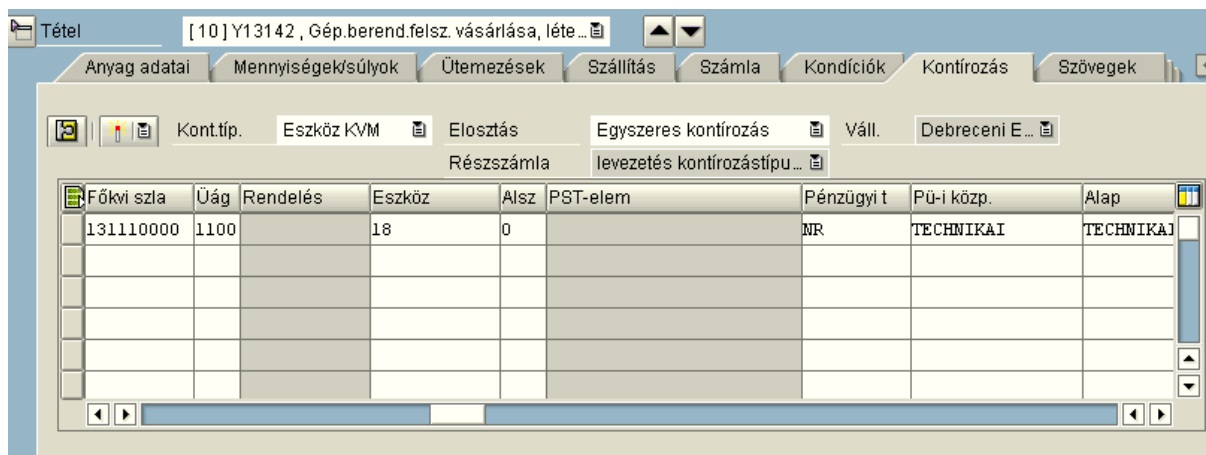 Tétel [ 10 ] Y13142 , Gép.berend.felsz. vásárlása, léte...
Anyag adatai Mennyiségek/súlyok Ütemezések Szállítás Számla Kondíciók Kontírozás Szövegek
Kont.típ. Eszköz KVM Elosztás Egyszeres kontírozás Váll. Debreceni E...
Részszámla levezetés kontírozástípu...
Főkvi szla Üág Rendelés Eszköz Alsz PST-elem Pénzügyi t Pü-i közp. Alap
131110000 1100 18 0 NR TECHNIKAI TECHNIKAI